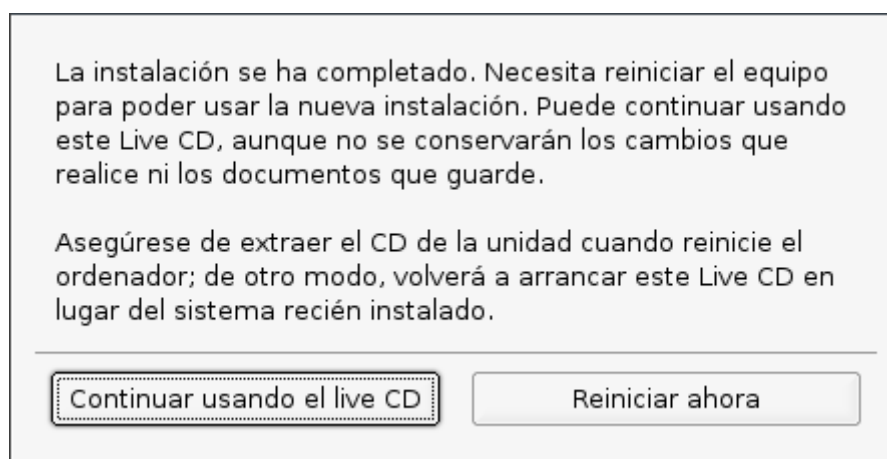 La instalación se ha completado. Necesita reiniciar el equipo
para poder usar la nueva instalación. Puede continuar usando
este Live CD, aunque no se conservarán los cambios que
realice ni los documentos que guarde.
Asegúrese de extraer el CD de la unidad cuando reinicie el
ordenador; de otro modo, volverá a arrancar este Live CD en
lugar del sistema recién instalado.
Continuar usando el live CD
Reiniciar ahora